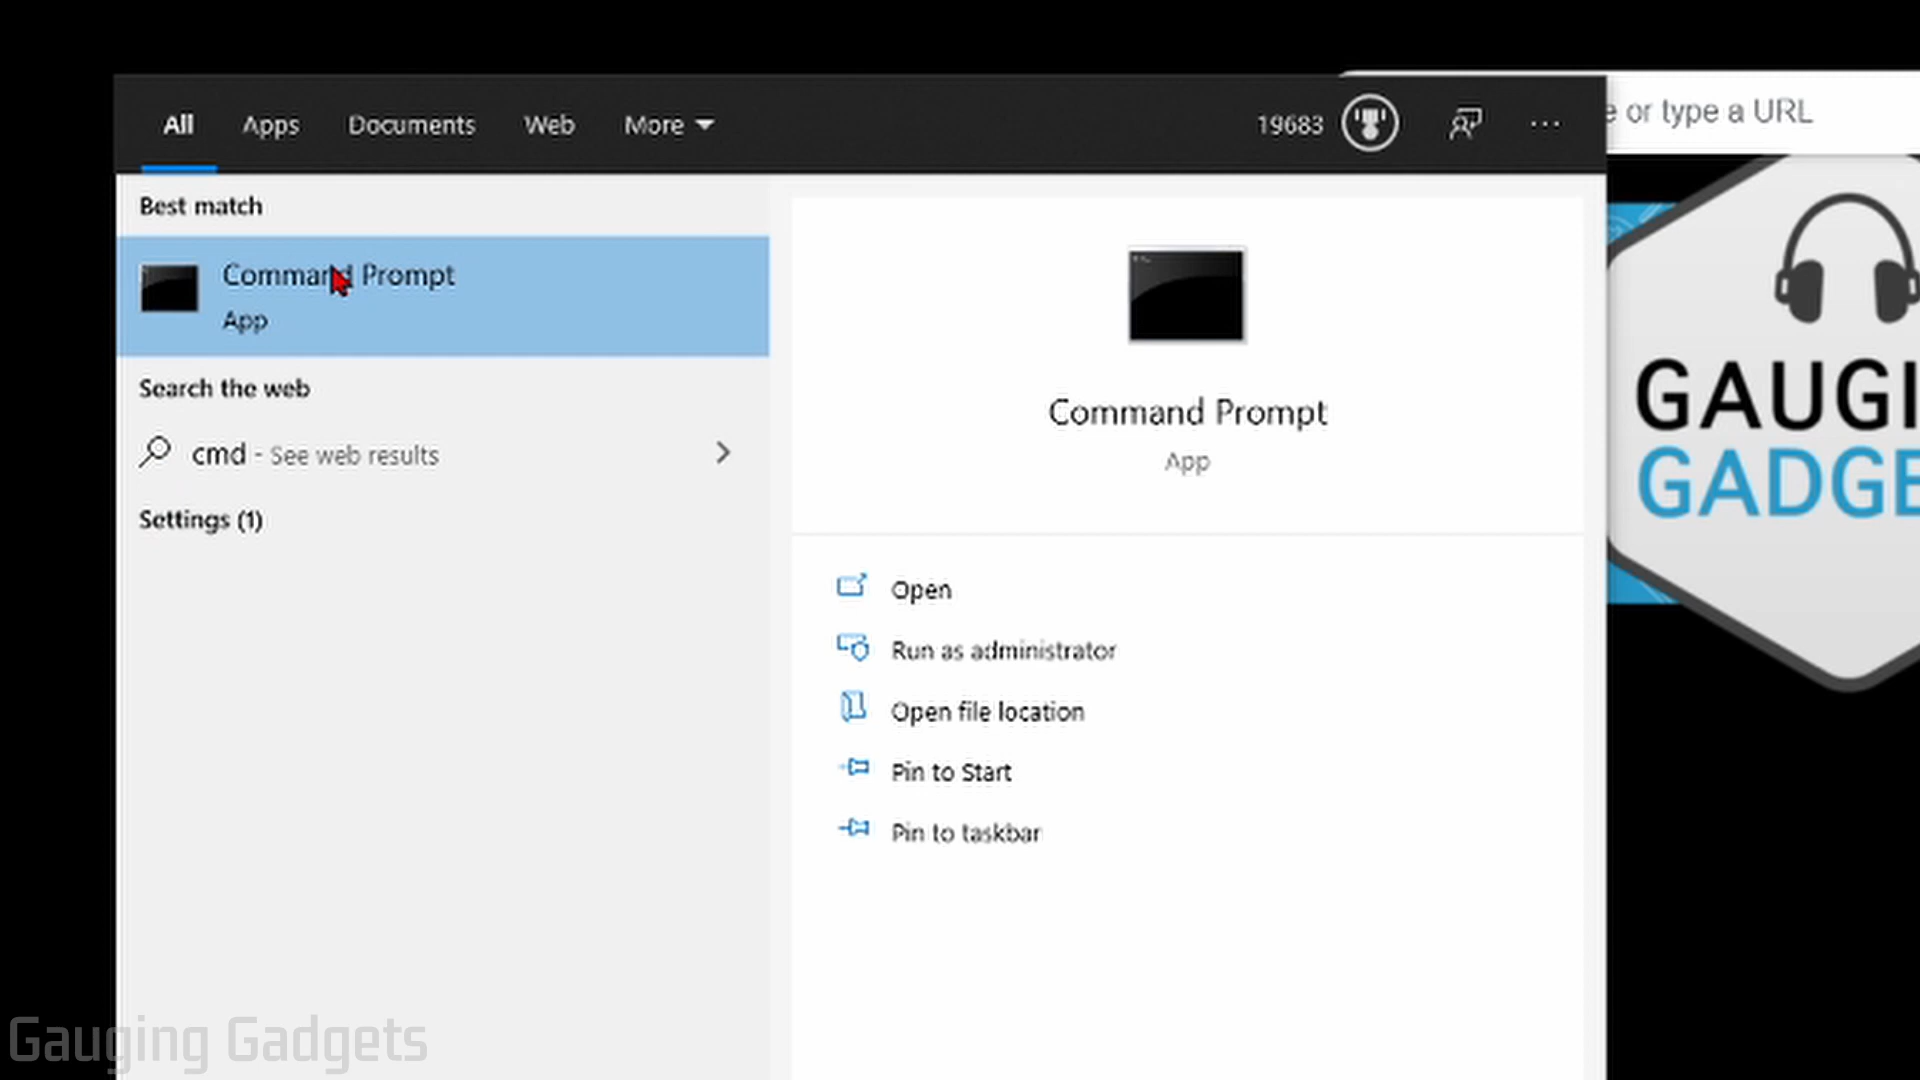 All Apps Documents Web More 19683 ...
e or type a URL
Best match
Command Prompt
App
Search the web
cmd - See web results
Settings (1)
Command Prompt
App
Open
Run as administrator
Open file location
Pin to Start
Pin to taskbar
GAUGI
GADGE
Gauging Gadgets